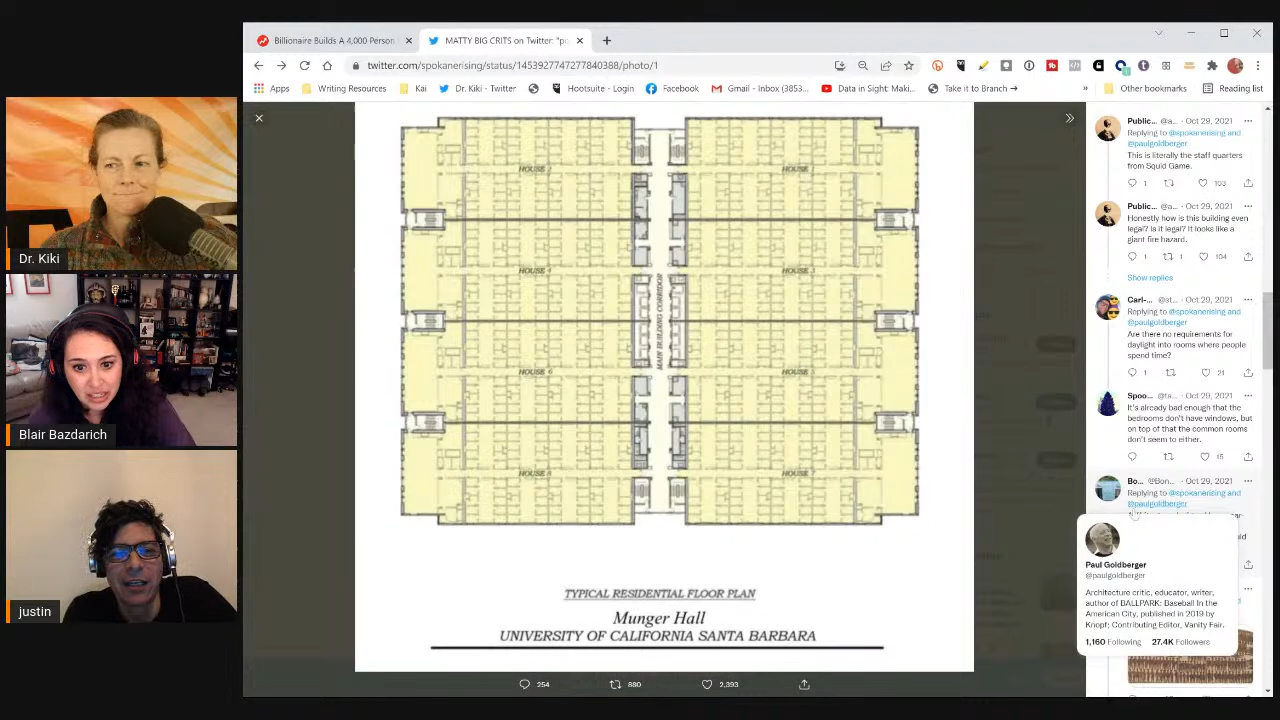 Billionaire Builds A 4,000-Person
MATTY BIG CRITS on Twitter: "po
twitter.com/spokanerising/status/1453927747277840388/photo/1
Apps
Writing Resources
Kai
Dr. Kiki - Twitter
Hootsuite - Login
Facebook
Gmail - Inbox (3853...
Data in Sight: Maki...
Take it to Branch →
»
Other bookmarks
Reading list
Dr. Kiki
Blair Bazdarich
justin
HOUSE 2
HOUSE 1
HOUSE 4
HOUSE 3
MAIN BUILDING CORRIDOR
HOUSE 6
HOUSE 5
HOUSE 8
HOUSE 7
TYPICAL RESIDENTIAL FLOOR PLAN
Munger Hall
UNIVERSITY OF CALIFORNIA SANTA BARBARA
254
880
2,393
Public... @a... · Oct 29, 2021
Replying to @spokanerising and
@paulgoldberger
This is literally the staff quarters
from Squid Game.
1
103
Public... @a... · Oct 29, 2021
Honestly how is this building even
legal? Is it legal? It looks like a
giant fire hazard.
1
1
104
Show replies
Carl-... @st... · Oct 29, 2021
Replying to @spokanerising and
@paulgoldberger
Are there no requirements for
daylight into rooms where people
spend time?
1
21
Spoo... @ta... · Oct 29, 2021
It's already bad enough that the
bedrooms don't have windows, but
on top of that the common rooms
don't seem to either.
15
Bo... @Bon... · Oct 29, 2021
Replying to @spokanerising and
@paulgoldberger
Paul Goldberger
@paulgoldberger
Architecture critic, educator, writer;
author of BALLPARK: Baseball In the
American City, published in 2019 by
Knopf; Contributing Editor, Vanity Fair.
1,160 Following 27.4K Followers